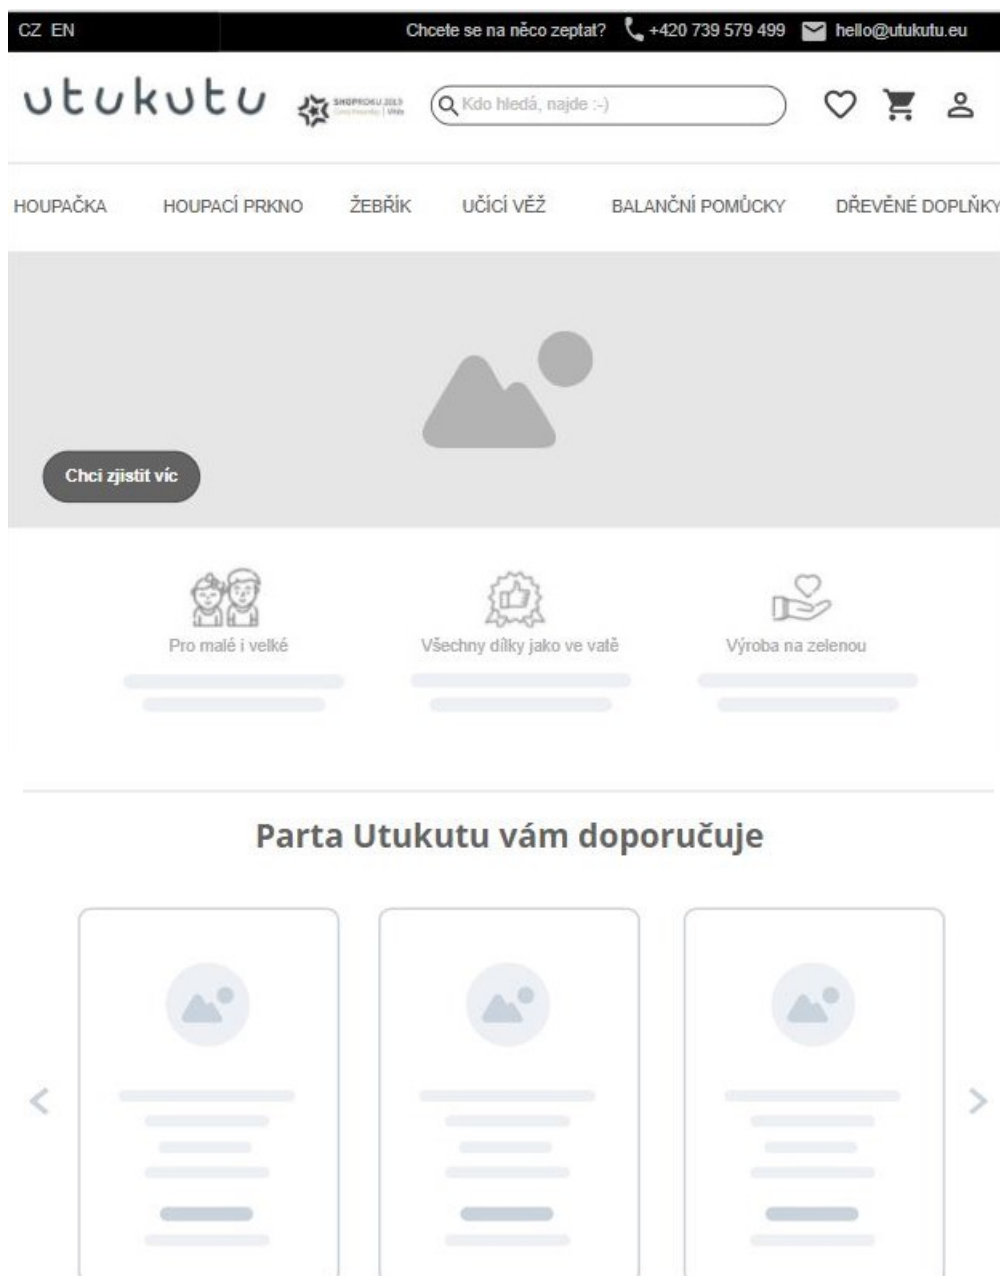 CZ EN
Chcete se na něco zeptat? +420 739 579 499 hello@utukutu.eu
utukutu
SHOPROKU 2013
Kdo hledá, najde :-)
HOUPAČKA HOUPACÍ PRKNO ŽEBŘÍK UČÍCÍ VĚŽ BALANČNÍ POMŮCKY DŘEVĚNÉ DOPLŇKY
Chci zjistit víc
Pro malé i velké Všechny dílky jako ve vatě Výroba na zelenou
Parta Utukutu vám doporučuje